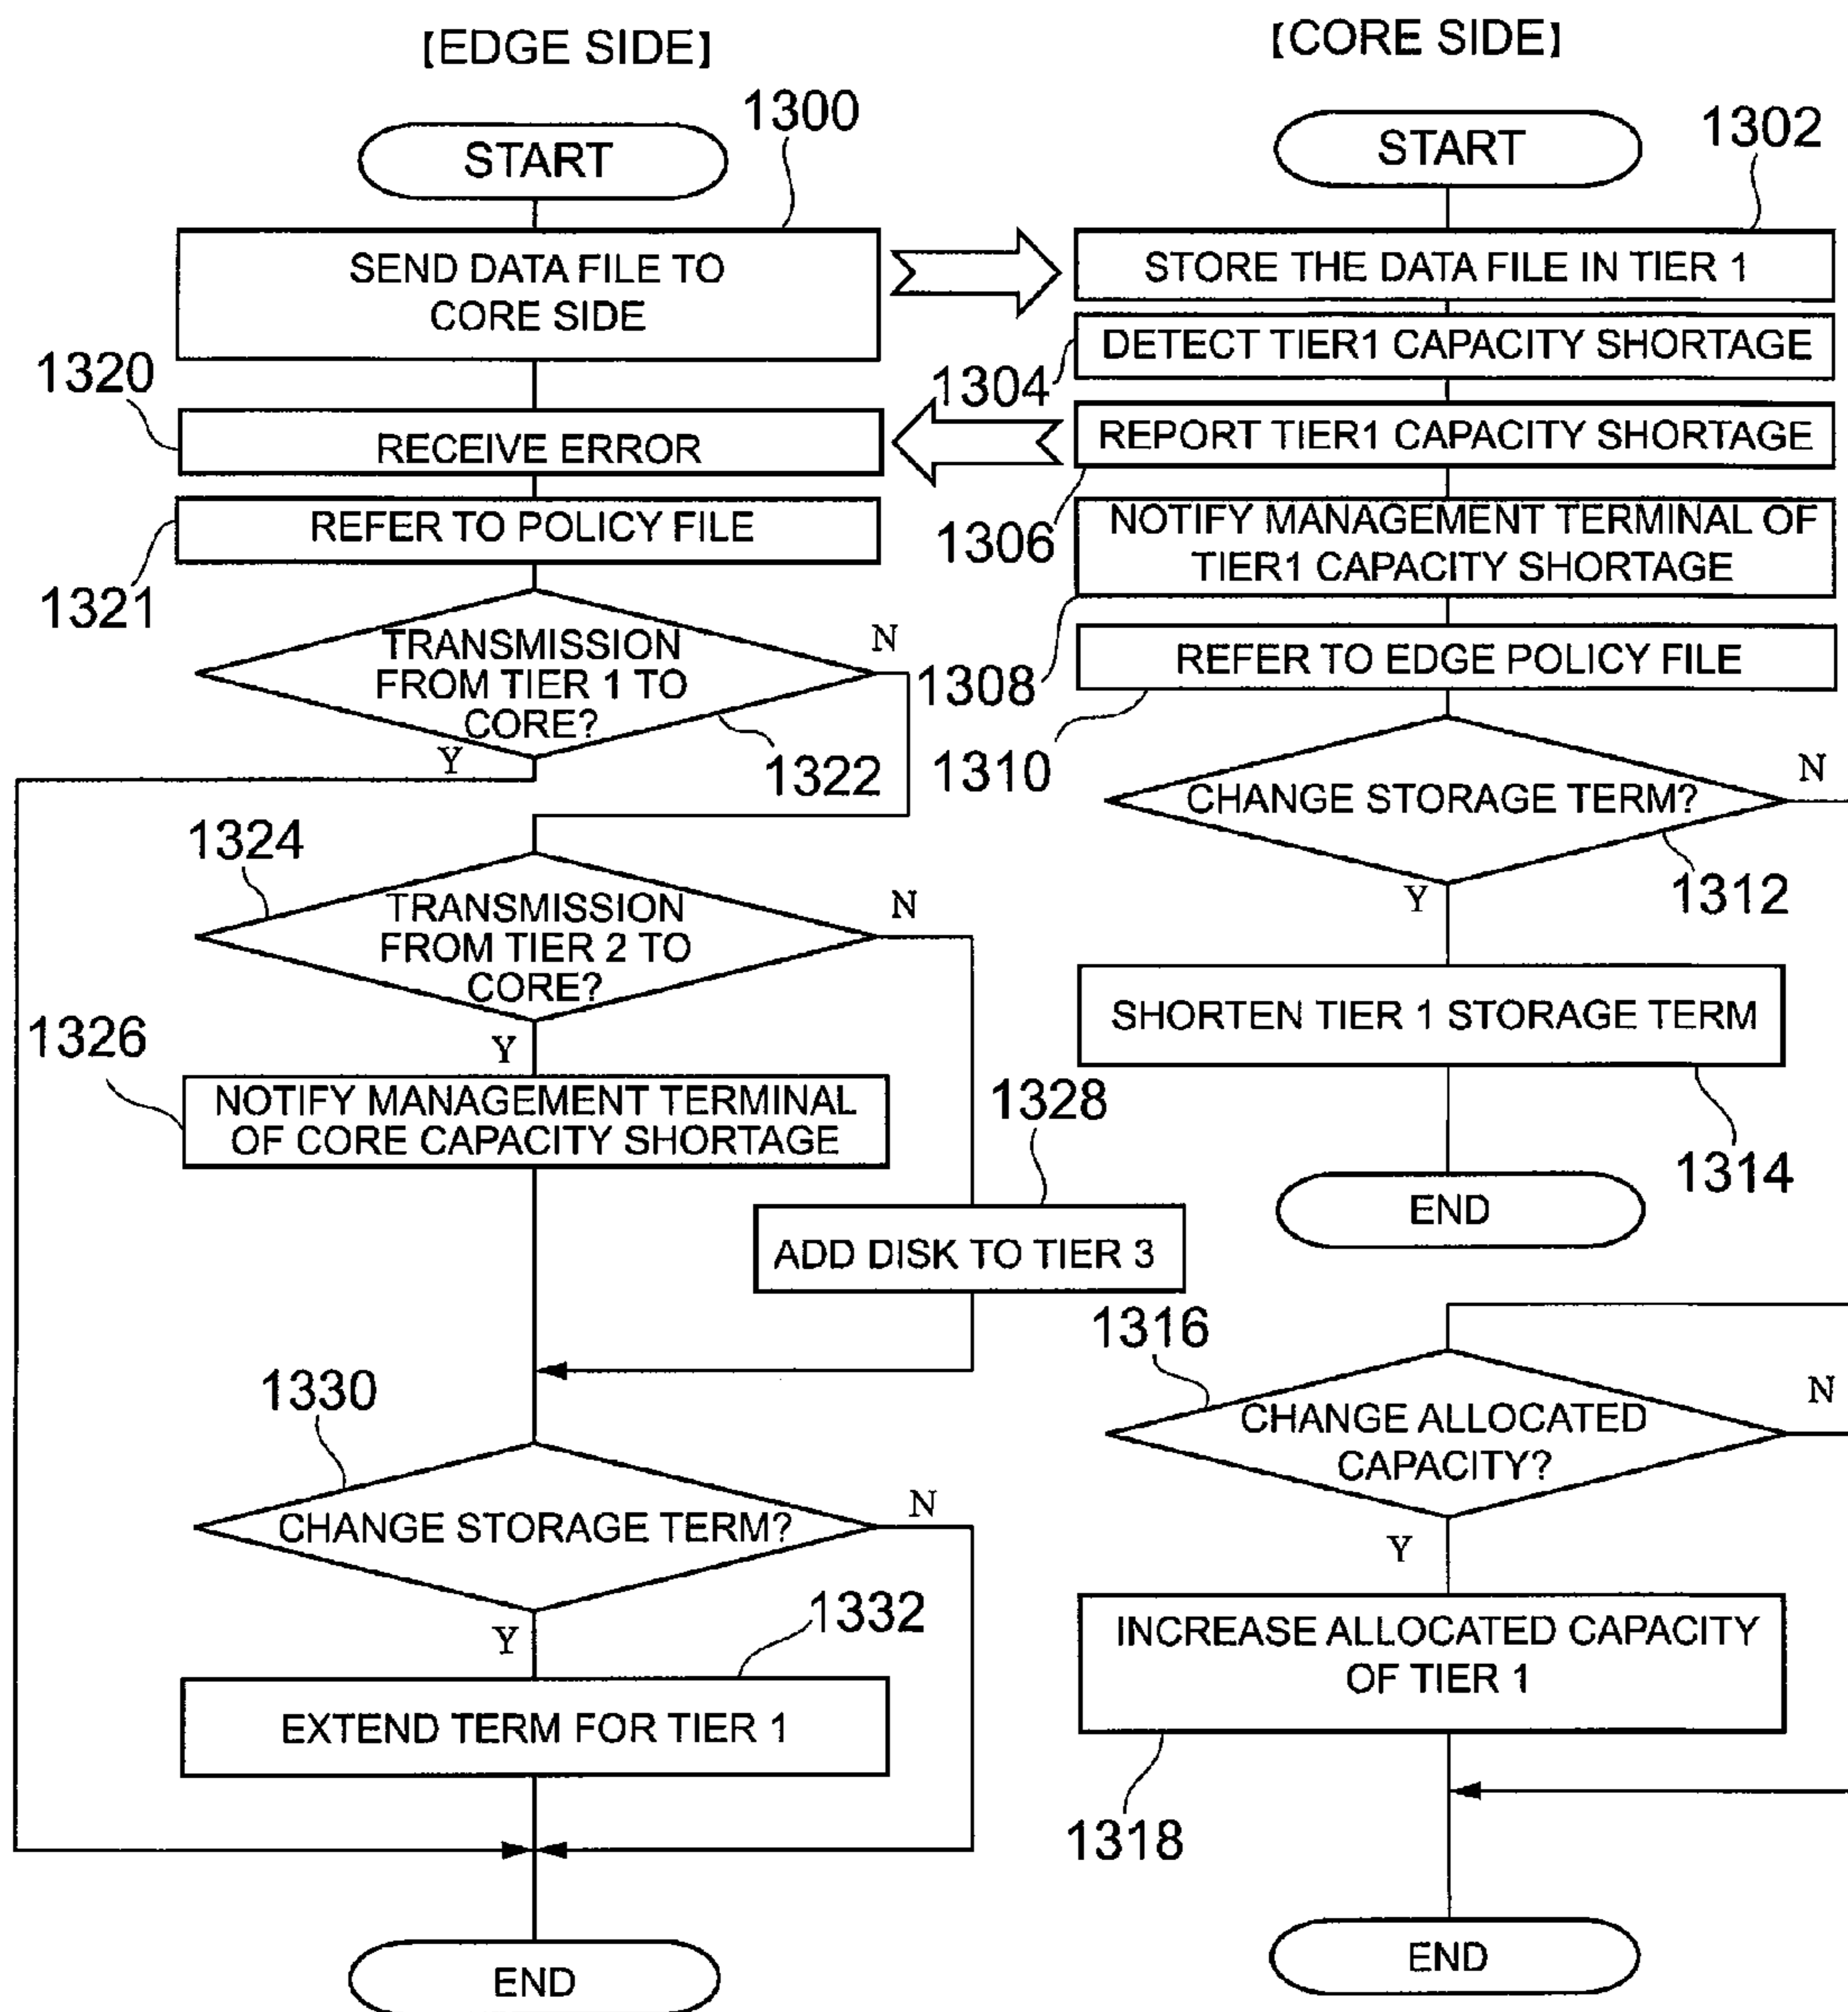 [EDGE SIDE]
1300
START
SEND DATA FILE TO
CORE SIDE
1320
RECEIVE ERROR
REFER TO POLICY FILE
1321
TRANSMISSION
FROM TIER 1 TO
CORE?
N
Y
1322
1324
TRANSMISSION
FROM TIER 2 TO
CORE?
N
Y
1326
NOTIFY MANAGEMENT TERMINAL
OF CORE CAPACITY SHORTAGE
1328
ADD DISK TO TIER 3
1330
CHANGE STORAGE TERM?
N
Y
1332
EXTEND TERM FOR TIER 1
END
[CORE SIDE]
START
1302
STORE THE DATA FILE IN TIER 1
DETECT TIER1 CAPACITY SHORTAGE
1304
REPORT TIER1 CAPACITY SHORTAGE
1306
NOTIFY MANAGEMENT TERMINAL OF
TIER1 CAPACITY SHORTAGE
1308
REFER TO EDGE POLICY FILE
1310
CHANGE STORAGE TERM?
N
Y
1312
SHORTEN TIER 1 STORAGE TERM
1314
END
1316
CHANGE ALLOCATED
CAPACITY?
N
Y
INCREASE ALLOCATED CAPACITY
OF TIER 1
1318
END